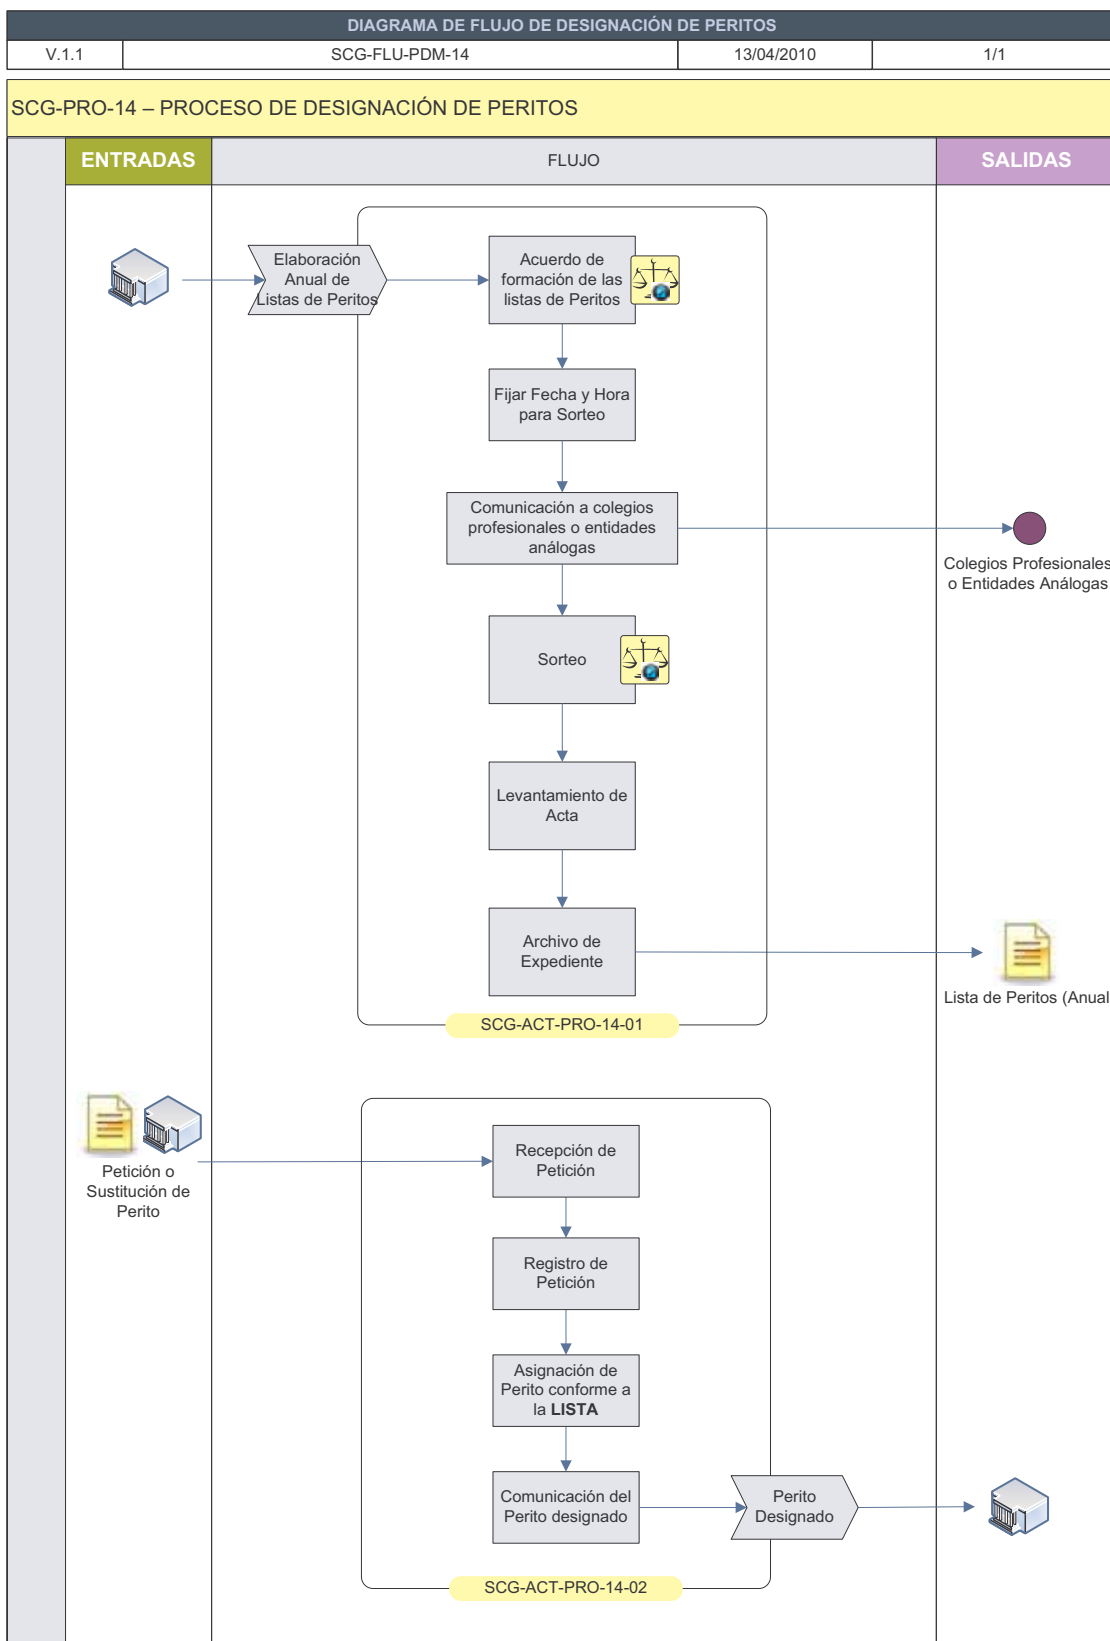 DIAGRAMA DE FLUJO DE DESIGNACIÓN DE PERITOS
V.1.1 SCG-FLU-PDM-14 13/04/2010 1/1
SCG-PRO-14 – PROCESO DE DESIGNACIÓN DE PERITOS
ENTRADAS FLUJO SALIDAS
Elaboración
Anual de
Listas de Peritos
Acuerdo de
formación de las
listas de Peritos
Fijar Fecha y Hora
para Sorteo
Comunicación a colegios
profesionales o entidades
análogas
Colegios Profesionales
o Entidades Análogas
Sorteo
Levantamiento de
Acta
Archivo de
Expediente
Lista de Peritos (Anual
SCG-ACT-PRO-14-01
Petición o
Sustitución de
Perito
Recepción de
Petición
Registro de
Petición
Asignación de
Perito conforme a
la LISTA
Comunicación del
Perito designado
Perito
Designado
SCG-ACT-PRO-14-02